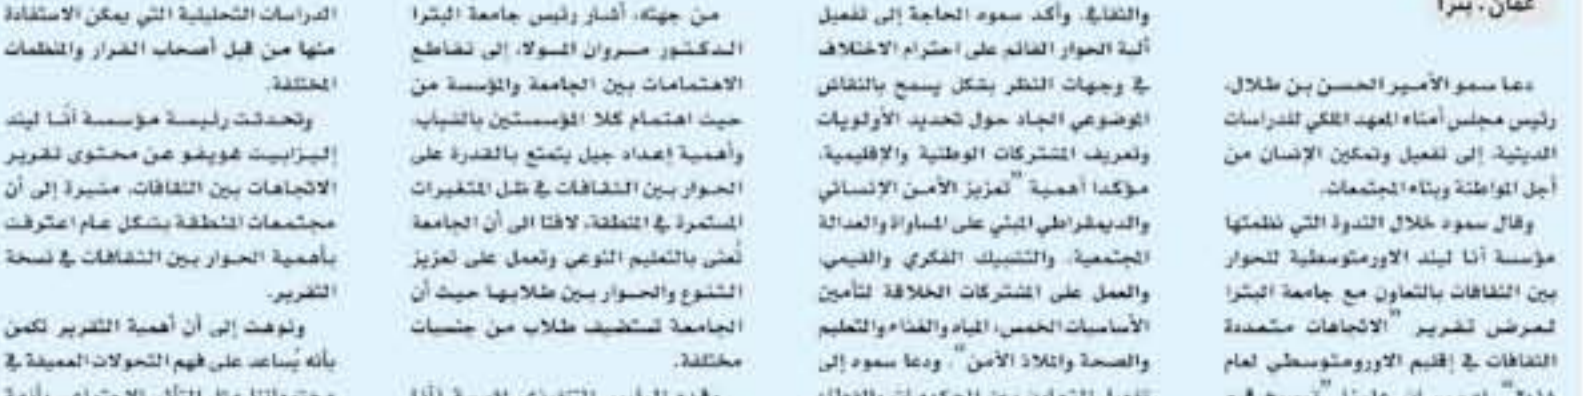 عمان . بترا
دعا سمو الأمير الحسن بن طلال،
رئيس مجلس أمناء المعهد الملكي للدراسات
الدينية، إلى تفعيل وتمكين الإنسان من
أجل المواطنة وبناء المجتمعات.
وقال سموه خلال الندوة التي نظمتها
مؤسسة أنا ليند الاورمتوسطية للحوار
بين الثقافات بالتعاون مع جامعة البترا
لعرض تقرير "الاتجاهات متعددة
الثقافات في إقليم الاورومتوسطي لعام
والثقافي. وأكد سموه الحاجة إلى تفعيل
آلية الحوار القائم على احترام الاختلاف
في وجهات النظر بشكل يسمح بالنقاش
الموضوعي الجاد حول تحديد الأولويات
وتعريف المشتركات الوطنية والإقليمية،
مؤكدا أهمية "تعزيز الأمن الإنساني
والديمقراطي المبني على المساواة والعدالة
المجتمعية، والتشبيك الفكري والقيمي،
والعمل على المشتركات الخلاقة لتأمين
الأساسيات الخمس، المياه والغذاء والتعليم
والصحة والملاذ الآمن". ودعا سموه إلى
من جهته، أشار رئيس جامعة البترا
الدكتور مروان المولا، إلى تقاطع
الاهتمامات بين الجامعة والمؤسسة من
حيث اهتمام كلا المؤسستين بالشباب،
وأهمية إعداد جيل يتمتع بالقدرة على
الحوار بين الثقافات في ظل المتغيرات
المستمرة في المنطقة، لافتا الى أن الجامعة
تُعنى بالتعليم النوعي وتعمل على تعزيز
التنوع والحوار بين طلابها حيث أن
الجامعة تستضيف طلاب من جنسيات
مختلفة.
الدراسات التحليلية التي يمكن الاستفادة
منها من قبل أصحاب القرار والمنظمات
المختلفة.
وتحدثت رئيسة مؤسسة أنا ليند
إليزابيت غويغو عن محتوى تقرير
الاتجاهات بين الثقافات، مشيرة إلى أن
مجتمعات المنطقة بشكل عام اعترفت
بأهمية الحوار بين الثقافات في نسخة
التقرير.
ونوهت إلى أن أهمية التقرير تكمن
بأنه يُساعد على فهم التحولات العميقة في